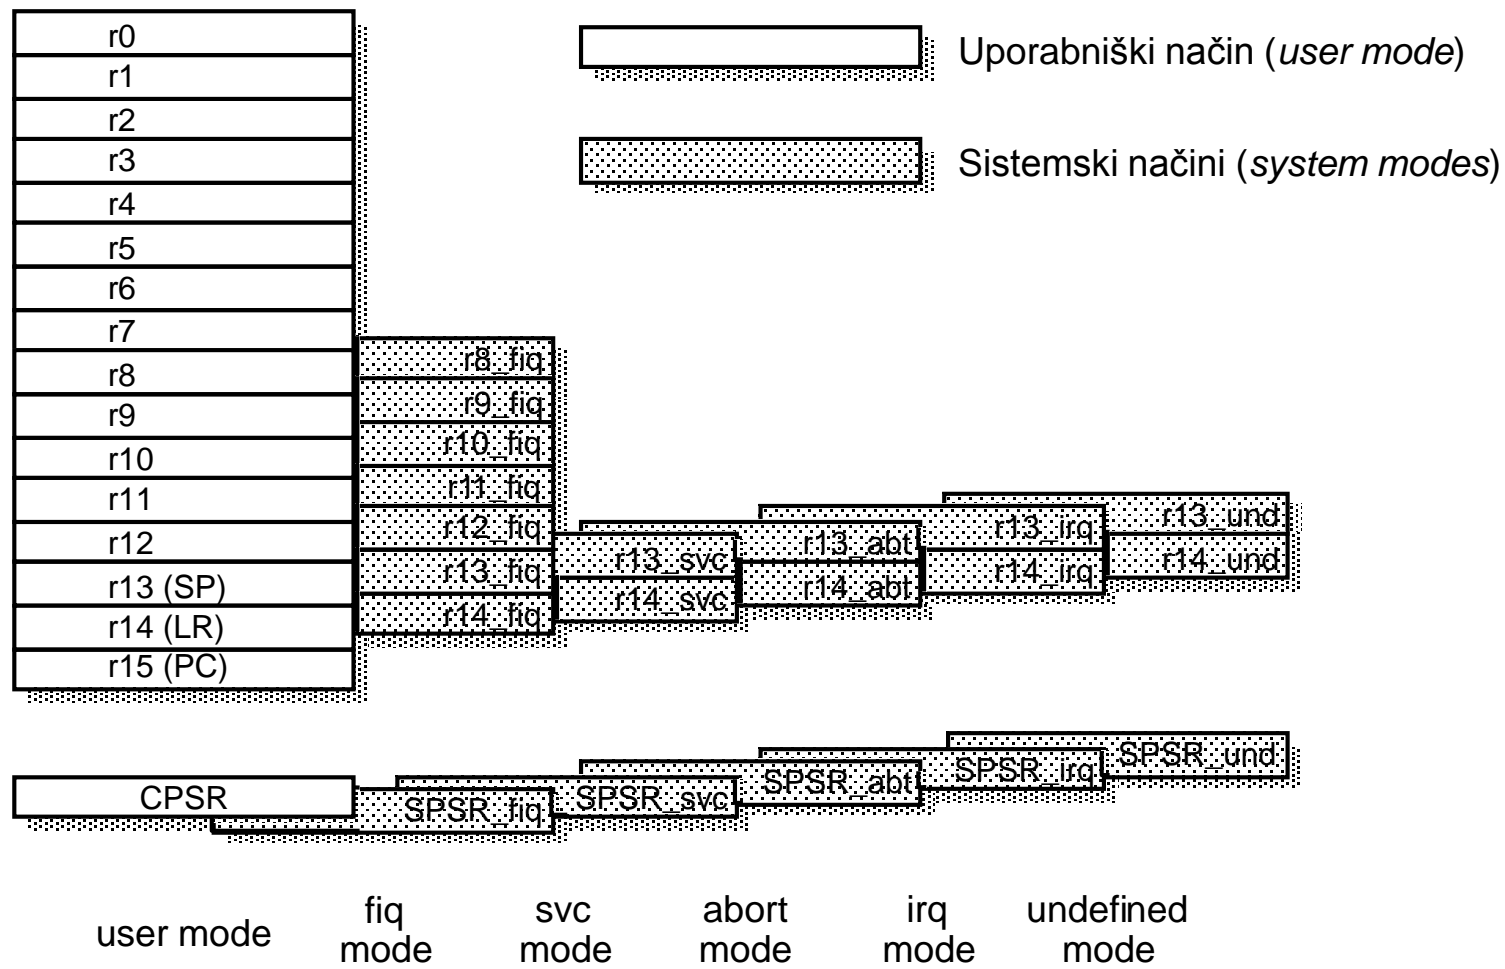 r0
r1
r2
r3
r4
r5
r6
r7
r8
r9
r10
r11
r12
r13 (SP)
r14 (LR)
r15 (PC)
CPSR
user mode
r8_fiq
r9_fiq
r10_fiq
r11_fiq
r12_fiq
r13_fiq
r14_fiq
SPSR_fiq
fiq
mode
r13_svc
r14_svc
SPSR_svc
svc
mode
r13_abt
r14_abt
SPSR_abt
abort
mode
r13_irq
r14_irq
SPSR_irq
irq
mode
r13_und
r14_und
SPSR_und
undefined
mode
Uporabniški način (user mode)
Sistemski načini (system modes)